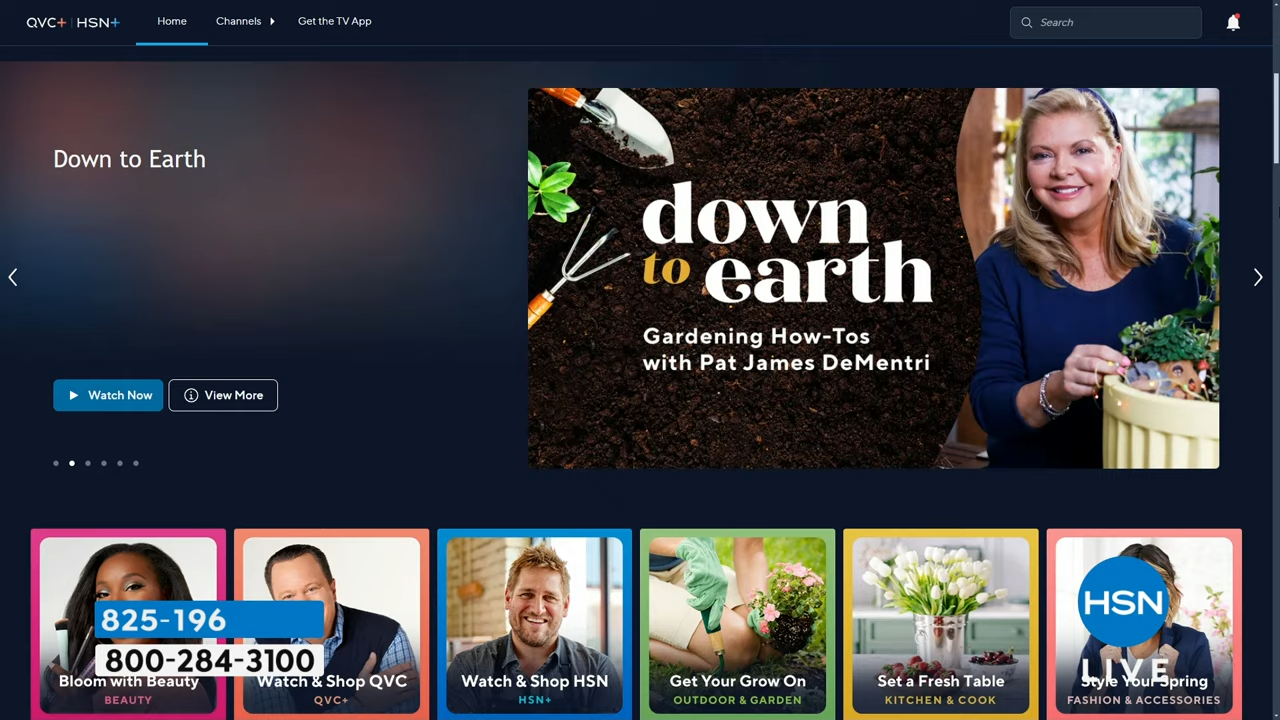 QVC+ | HSN+
Home
Channels
Get the TV App
Search
Down to Earth
down
to earth
Gardening How-Tos
with Pat James DeMentri
Watch Now
View More
825-196
800-284-3100
HSN
LIVE
Bloom with Beauty
BEAUTY
Watch & Shop QVC
QVC+
Watch & Shop HSN
HSN+
Get Your Grow On
OUTDOOR & GARDEN
Set a Fresh Table
KITCHEN & COOK
Style Your Spring
FASHION & ACCESSORIES